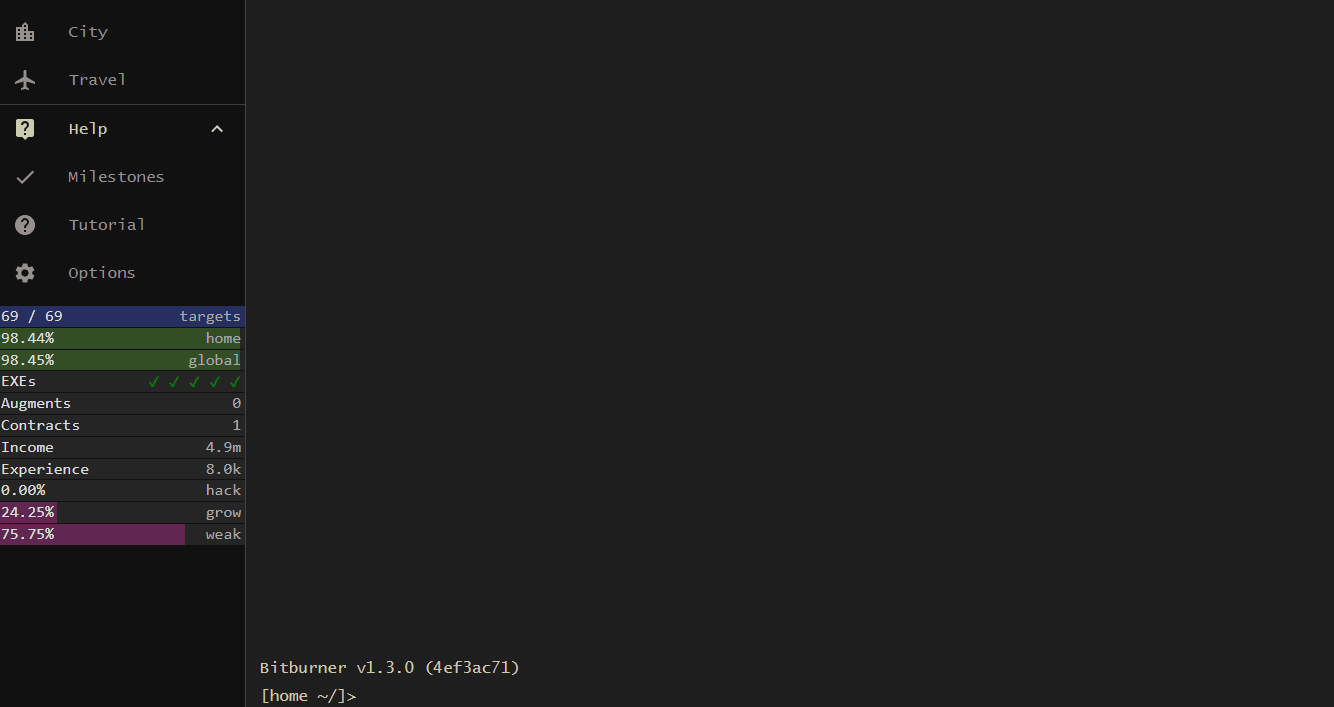 City
Travel
Help
Milestones
Tutorial
Options
69 / 69 targets
98.44% home
98.45% global
EXEs ✓ ✓ ✓ ✓ ✓
Augments 0
Contracts 1
Income 4.9m
Experience 8.0k
0.00% hack
24.25% grow
75.75% weak
Bitburner v1.3.0 (4ef3ac71)
[home ~/]>